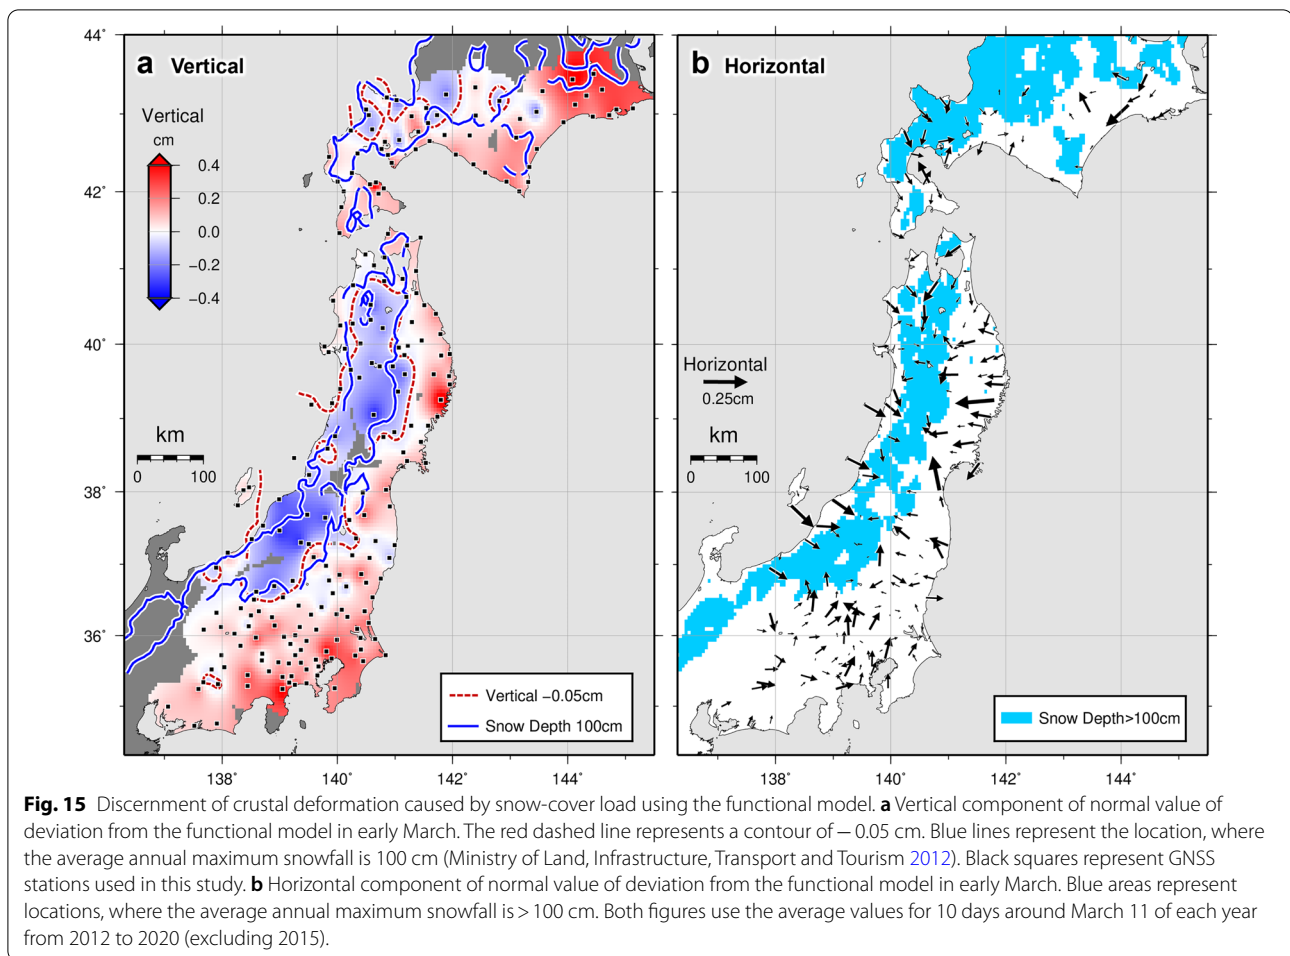 a Vertical
b Horizontal
44°
42°
40°
38°
36°
Vertical
cm
0.4
0.2
0.0
−0.2
−0.4
km
0 100
Vertical −0.05cm
Snow Depth 100cm
138° 140° 142° 144°
Horizontal
0.25cm
km
0 100
Snow Depth>100cm
138° 140° 142° 144°
Fig. 15 Discernment of crustal deformation caused by snow-cover load using the functional model. a Vertical component of normal value of
deviation from the functional model in early March. The red dashed line represents a contour of − 0.05 cm. Blue lines represent the location, where
the average annual maximum snowfall is 100 cm (Ministry of Land, Infrastructure, Transport and Tourism 2012). Black squares represent GNSS
stations used in this study. b Horizontal component of normal value of deviation from the functional model in early March. Blue areas represent
locations, where the average annual maximum snowfall is > 100 cm. Both figures use the average values for 10 days around March 11 of each year
from 2012 to 2020 (excluding 2015).